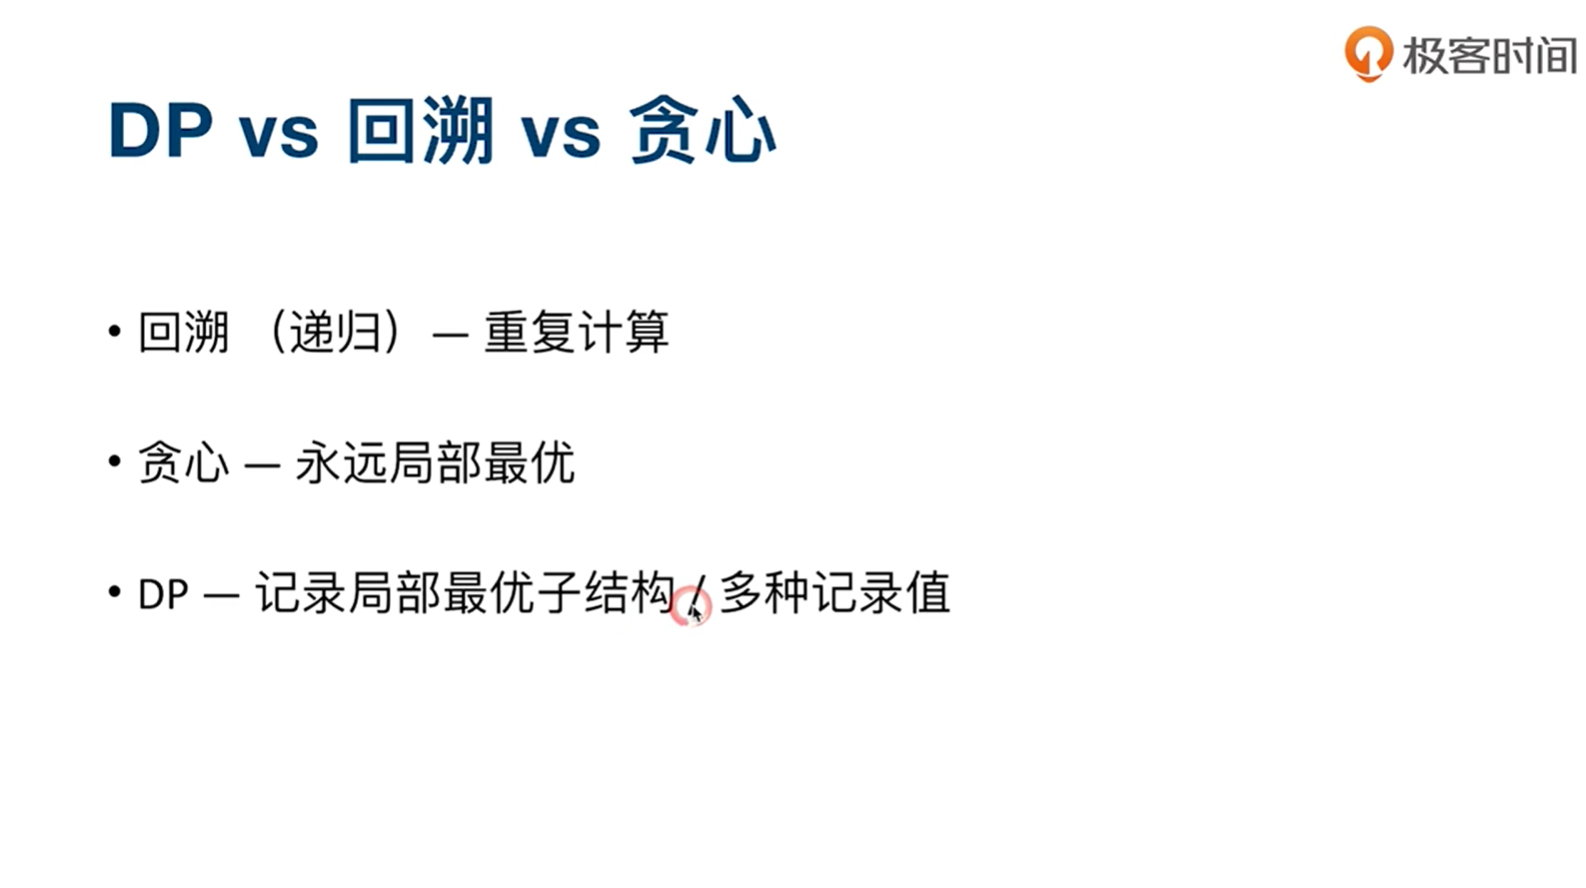 极客时间
DP vs 回溯 vs 贪心
• 回溯 （递归）— 重复计算
• 贪心 — 永远局部最优
• DP — 记录局部最优子结构 / 多种记录值